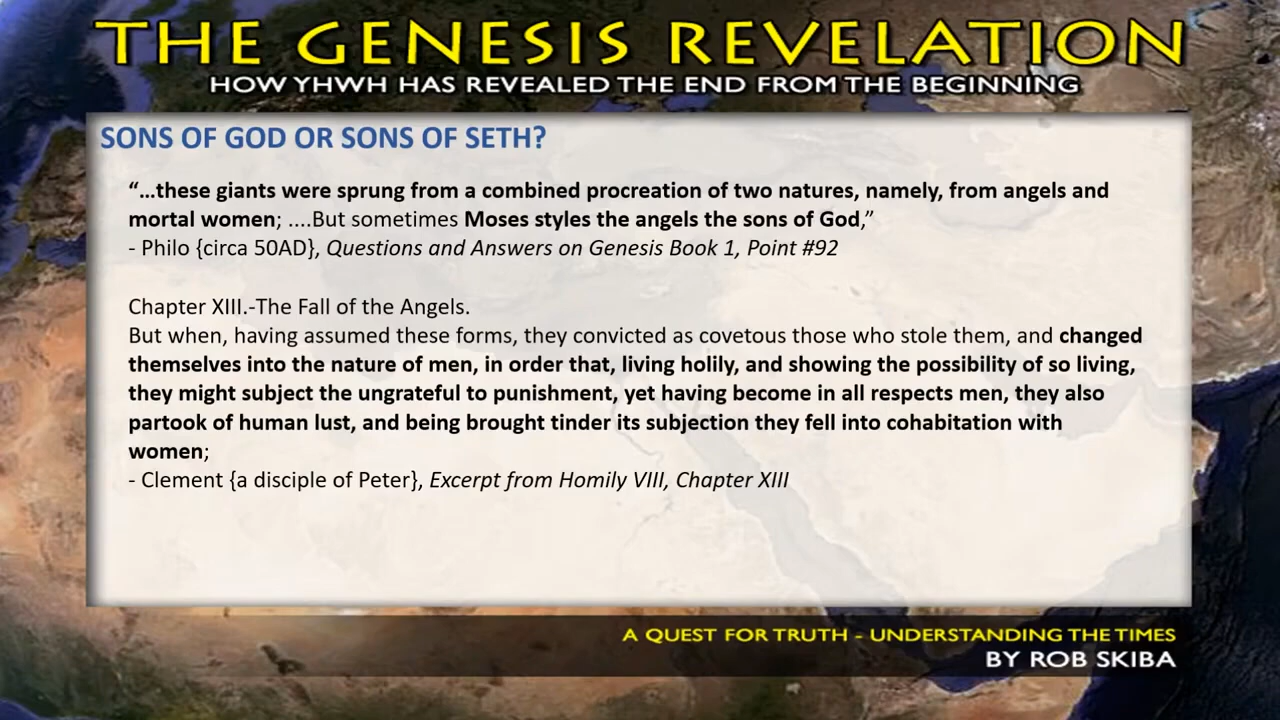 THE GENESIS REVELATION
HOW YHWH HAS REVEALED THE END FROM THE BEGINNING
SONS OF GOD OR SONS OF SETH?
“…these giants were sprung from a combined procreation of two natures, namely, from angels and
mortal women; ....But sometimes Moses styles the angels the sons of God,”
- Philo {circa 50AD}, Questions and Answers on Genesis Book 1, Point #92
Chapter XIII.-The Fall of the Angels.
But when, having assumed these forms, they convicted as covetous those who stole them, and changed
themselves into the nature of men, in order that, living holily, and showing the possibility of so living,
they might subject the ungrateful to punishment, yet having become in all respects men, they also
partook of human lust, and being brought tinder its subjection they fell into cohabitation with
women;
- Clement {a disciple of Peter}, Excerpt from Homily VIII, Chapter XIII
A QUEST FOR TRUTH - UNDERSTANDING THE TIMES
BY ROB SKIBA